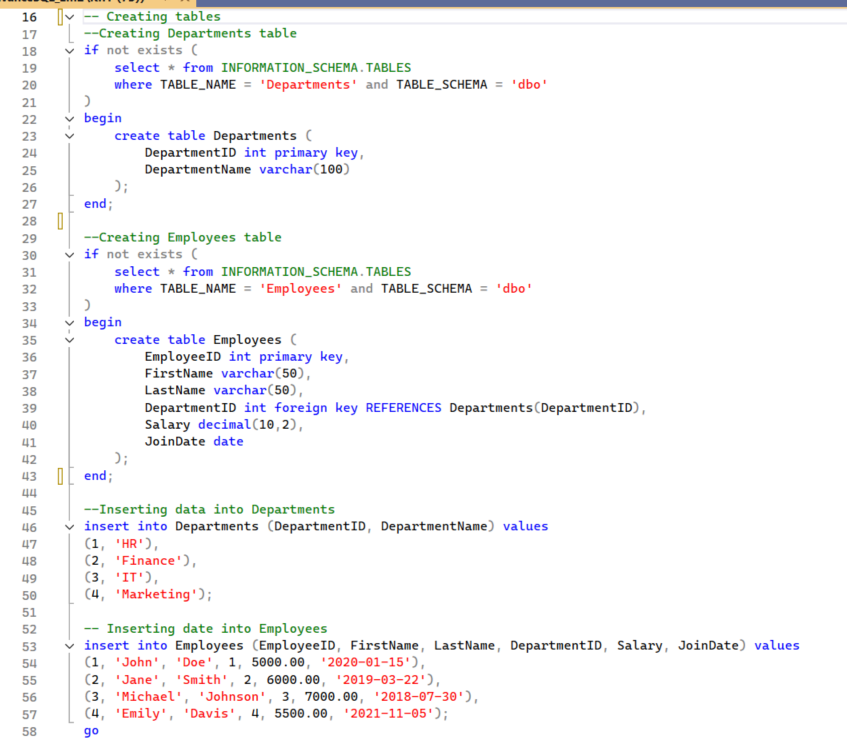 16 -- Creating tables
17 --Creating Departments table
18 if not exists (
19 select * from INFORMATION_SCHEMA.TABLES
20 where TABLE_NAME = 'Departments' and TABLE_SCHEMA = 'dbo'
21 )
22 begin
23 create table Departments (
24 DepartmentID int primary key,
25 DepartmentName varchar(100)
26 );
27 end;
28
29 --Creating Employees table
30 if not exists (
31 select * from INFORMATION_SCHEMA.TABLES
32 where TABLE_NAME = 'Employees' and TABLE_SCHEMA = 'dbo'
33 )
34 begin
35 create table Employees (
36 EmployeeID int primary key,
37 FirstName varchar(50),
38 LastName varchar(50),
39 DepartmentID int foreign key REFERENCES Departments(DepartmentID),
40 Salary decimal(10,2),
41 JoinDate date
42 );
43 end;
44
45 --Inserting data into Departments
46 insert into Departments (DepartmentID, DepartmentName) values
47 (1, 'HR'),
48 (2, 'Finance'),
49 (3, 'IT'),
50 (4, 'Marketing');
51
52 -- Inserting date into Employees
53 insert into Employees (EmployeeID, FirstName, LastName, DepartmentID, Salary, JoinDate) values
54 (1, 'John', 'Doe', 1, 5000.00, '2020-01-15'),
55 (2, 'Jane', 'Smith', 2, 6000.00, '2019-03-22'),
56 (3, 'Michael', 'Johnson', 3, 7000.00, '2018-07-30'),
57 (4, 'Emily', 'Davis', 4, 5500.00, '2021-11-05');
58 go